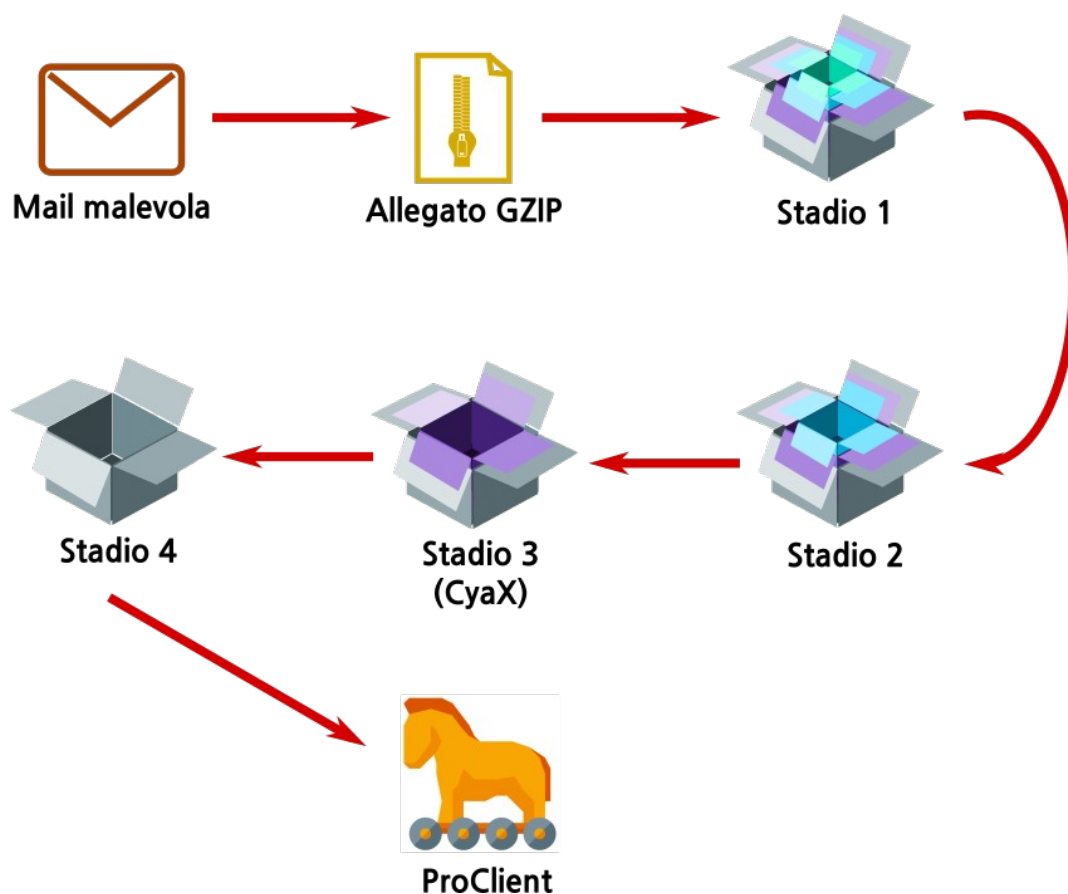 Mail malevola
Allegato GZIP
Stadio 1
Stadio 2
Stadio 3
(CyaX)
Stadio 4
ProClient